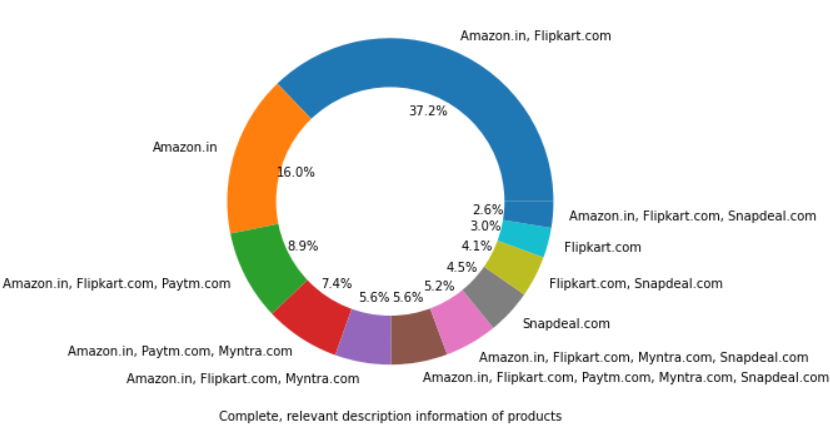 Amazon.in, Flipkart.com
37.2%
Amazon.in
16.0%
2.6%
Amazon.in, Flipkart.com, Snapdeal.com
3.0%
Flipkart.com
8.9%
4.1%
4.5%
Amazon.in, Flipkart.com, Paytm.com
7.4%
5.2%
Flipkart.com, Snapdeal.com
5.6%
5.6%
Snapdeal.com
Amazon.in, Paytm.com, Myntra.com
Amazon.in, Flipkart.com, Myntra.com, Snapdeal.com
Amazon.in, Flipkart.com, Myntra.com
Amazon.in, Flipkart.com, Paytm.com, Myntra.com, Snapdeal.com
Complete, relevant description information of products